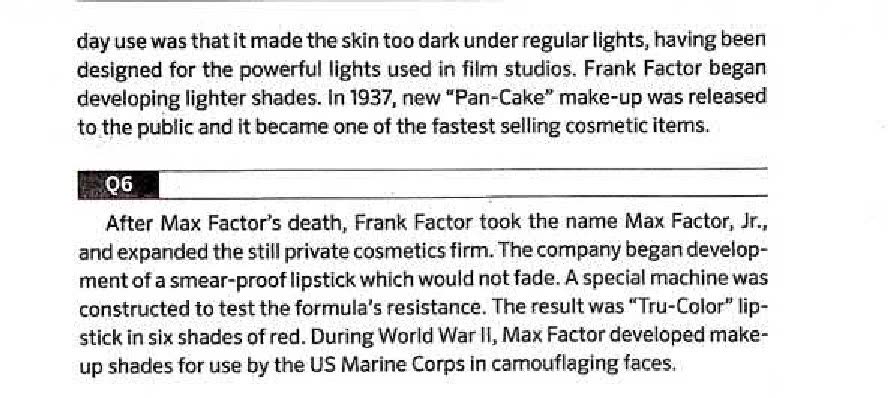 day use was that it made the skin too dark under regular lights, having been
designed for the powerful lights used in film studios. Frank Factor began
developing lighter shades. In 1937, new “Pan-Cake” make-up was released
to the public and it became one of the fastest selling cosmetic items.
Q6
After Max Factor’s death, Frank Factor took the name Max Factor, Jr.,
and expanded the still private cosmetics firm. The company began develop-
ment of a smear-proof lipstick which would not fade. A special machine was
constructed to test the formula's resistance. The result was “Tru-Color” lip-
stick in six shades of red. During World War II, Max Factor developed make-
up shades for use by the US Marine Corps in camouflaging faces.